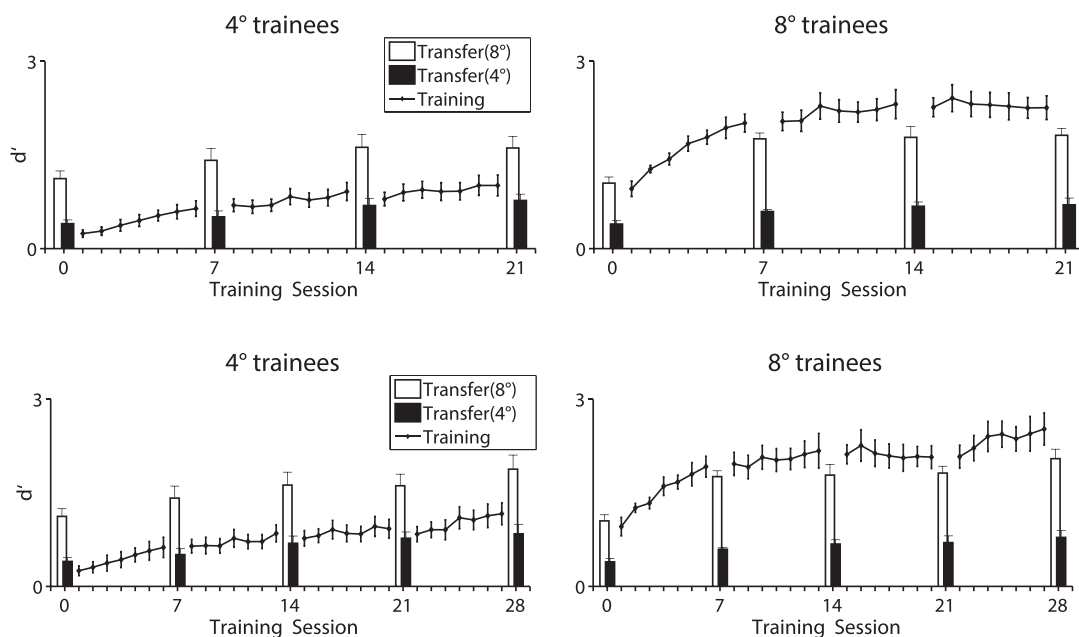 4° trainees
Transfer(8°)
Transfer(4°)
Training
3
d'
0
0 7 14 21
Training Session
8° trainees
3
0
0 7 14 21
Training Session
4° trainees
Transfer(8°)
Transfer(4°)
Training
3
d'
0
0 7 14 21 28
Training Session
8° trainees
3
0
0 7 14 21 28
Training Session